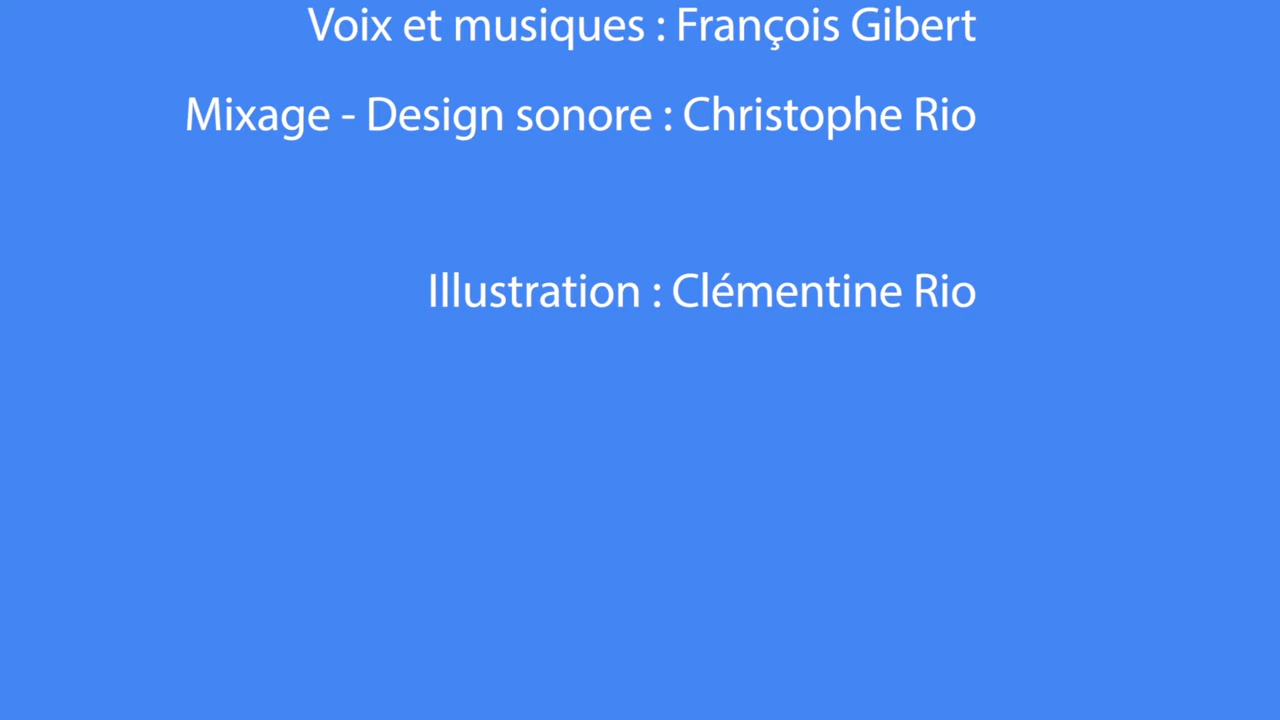 Voix et musiques : François Gibert
Mixage - Design sonore : Christophe Rio
Illustration : Clémentine Rio